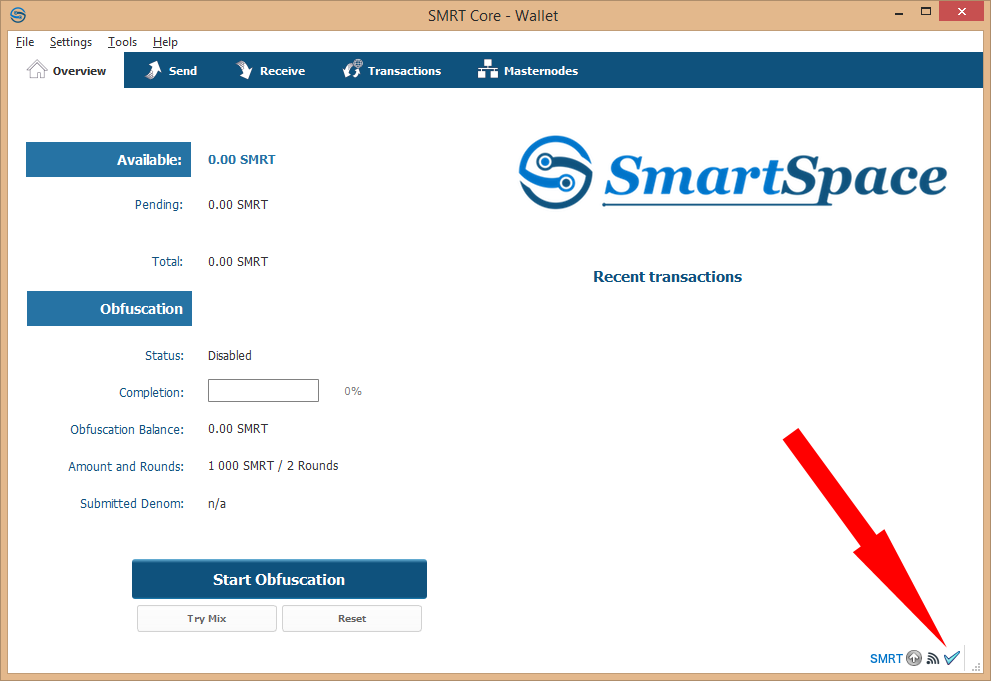 SMRT Core - Wallet
File Settings Tools Help
Overview Send Receive Transactions Masternodes
Available: 0.00 SMRT
SmartSpace
Pending: 0.00 SMRT
Total: 0.00 SMRT
Recent transactions
Obfuscation
Status: Disabled
Completion: 0%
Obfuscation Balance: 0.00 SMRT
Amount and Rounds: 1 000 SMRT / 2 Rounds
Submitted Denom: n/a
Start Obfuscation
Try Mix Reset
SMRT